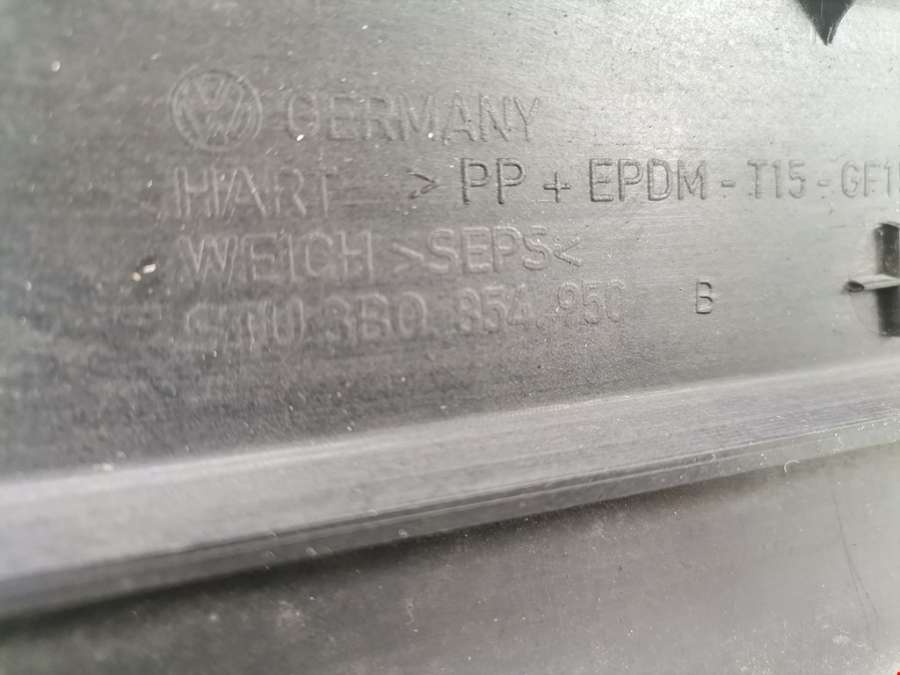 GERMANY
HART >PP + EPDM - T15 - GF1
WEICH >SEPS<
3B0.854.950 B